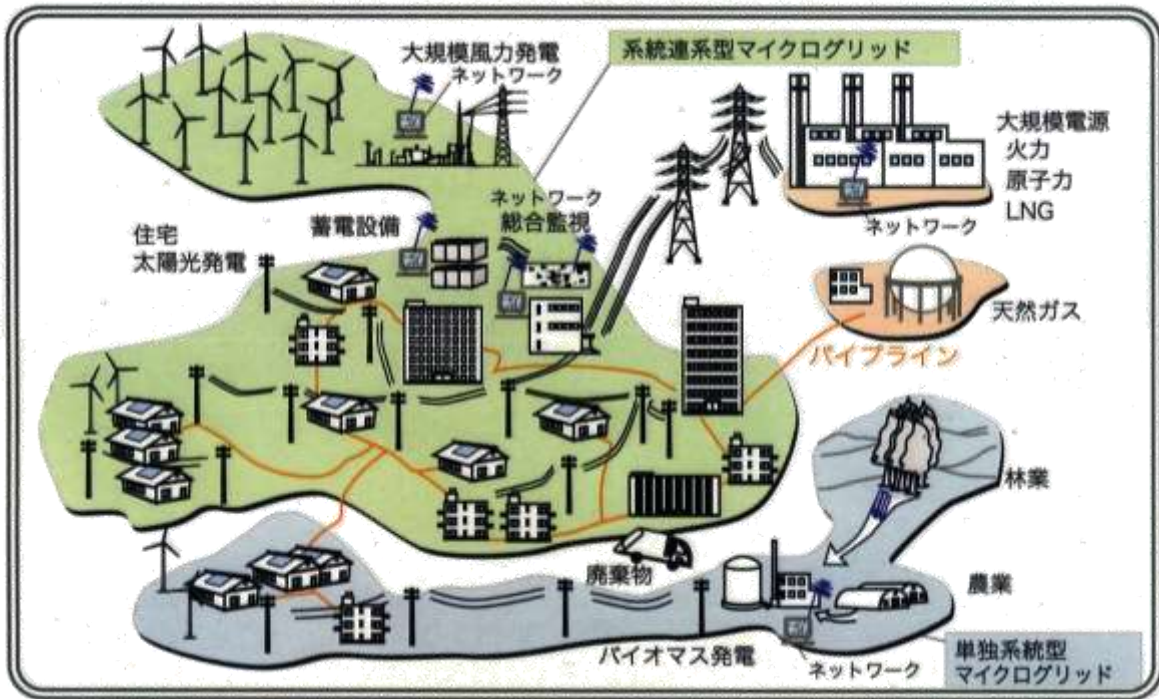 大規模風力発電
ネットワーク
系統連系型マイクログリッド
大規模電源
火力
原子力
LNG
ネットワーク
ネットワーク
総合監視
蓄電設備
住宅
太陽光発電
天然ガス
パイプライン
林業
廃棄物
農業
バイオマス発電
ネットワーク
単独系統型
マイクログリッド